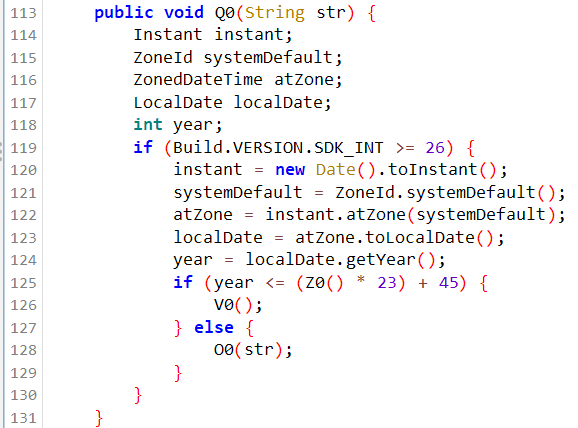 113 public void Q0(String str) {
114 Instant instant;
115 ZoneId systemDefault;
116 ZonedDateTime atZone;
117 LocalDate localDate;
118 int year;
119 if (Build.VERSION.SDK_INT >= 26) {
120 instant = new Date().toInstant();
121 systemDefault = ZoneId.systemDefault();
122 atZone = instant.atZone(systemDefault);
123 localDate = atZone.toLocalDate();
124 year = localDate.getYear();
125 if (year <= (Z0() * 23) + 45) {
126 V0();
127 } else {
128 O0(str);
129 }
130 }
131 }